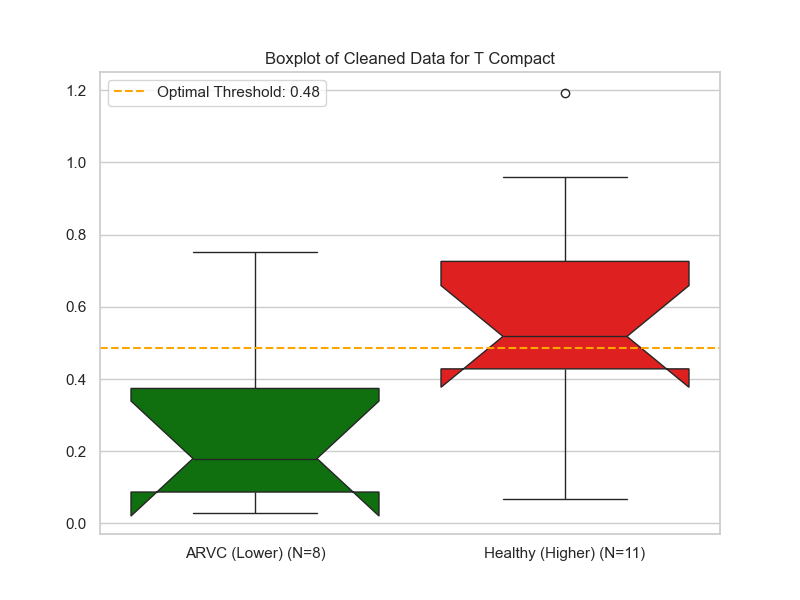 Boxplot of Cleaned Data for T Compact
Optimal Threshold: 0.48
1.2
1.0
0.8
0.6
0.4
0.2
0.0
ARVC (Lower) (N=8)
Healthy (Higher) (N=11)